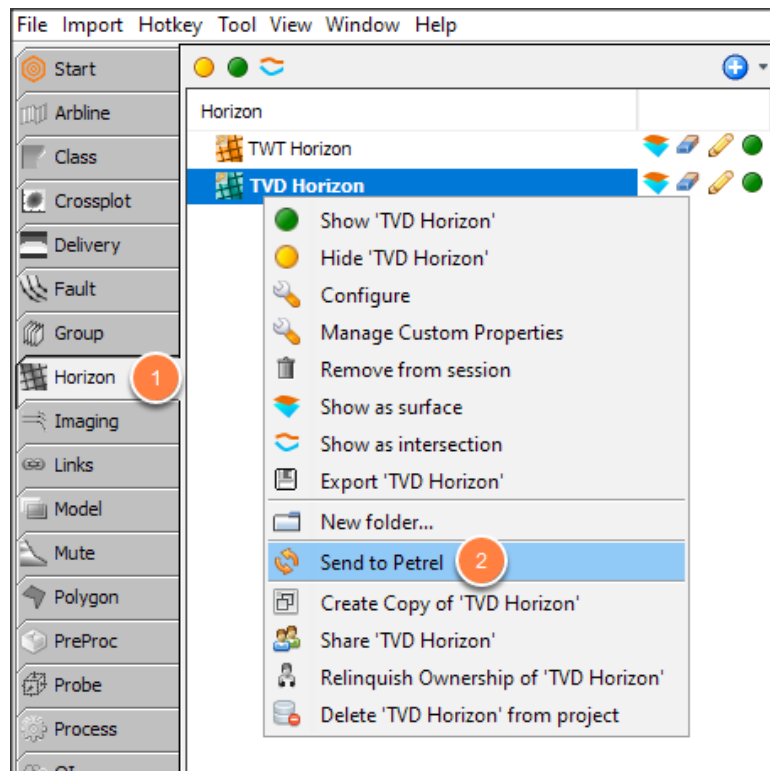 File Import Hotkey Tool View Window Help
Start
Arbline
Class
Crossplot
Delivery
Fault
Group
Horizon 1
Imaging
Links
Model
Mute
Polygon
PreProc
Probe
Process
Horizon
TWT Horizon
TVD Horizon
Show 'TVD Horizon'
Hide 'TVD Horizon'
Configure
Manage Custom Properties
Remove from session
Show as surface
Show as intersection
Export 'TVD Horizon'
New folder...
Send to Petrel 2
Create Copy of 'TVD Horizon'
Share 'TVD Horizon'
Relinquish Ownership of 'TVD Horizon'
Delete 'TVD Horizon' from project